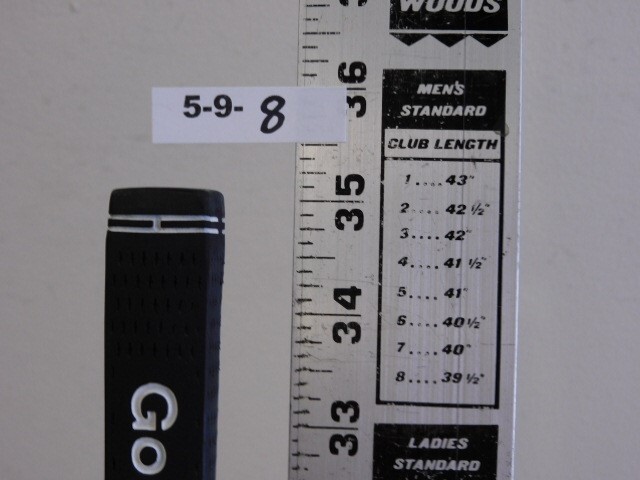 WOODS
36
5-9-8
MEN'S
STANDARD
CLUB LENGTH
1....43"
2....42 1/2"
3....42"
4....41 1/2"
5....41"
6....40 1/2"
7....40"
8....39 1/2"
35
34
33
Go
LADIES
STANDARD